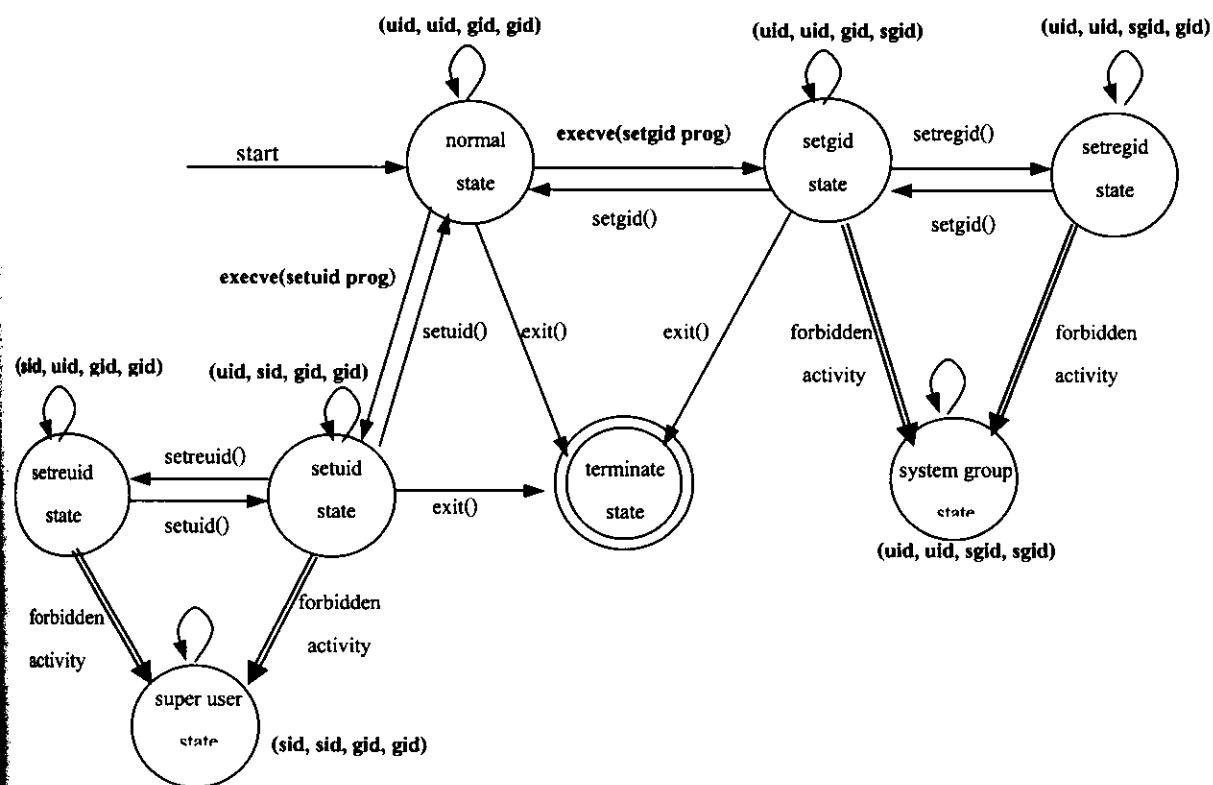 (uid, uid, gid, gid)
(uid, uid, gid, sgid)
(uid, uid, sgid, gid)
start
normal
state
execve(setgid prog)
setgid()
setgid
state
setregid()
setgid()
setregid
state
execve(setuid prog)
setuid()
exit()
exit()
forbidden
activity
forbidden
activity
(sid, uid, gid, gid)
(uid, sid, gid, gid)
setreuid
state
setreuid()
setuid()
setuid
state
exit()
terminate
state
system group
state
(uid, uid, sgid, sgid)
forbidden
activity
forbidden
activity
super user
state
(sid, sid, gid, gid)